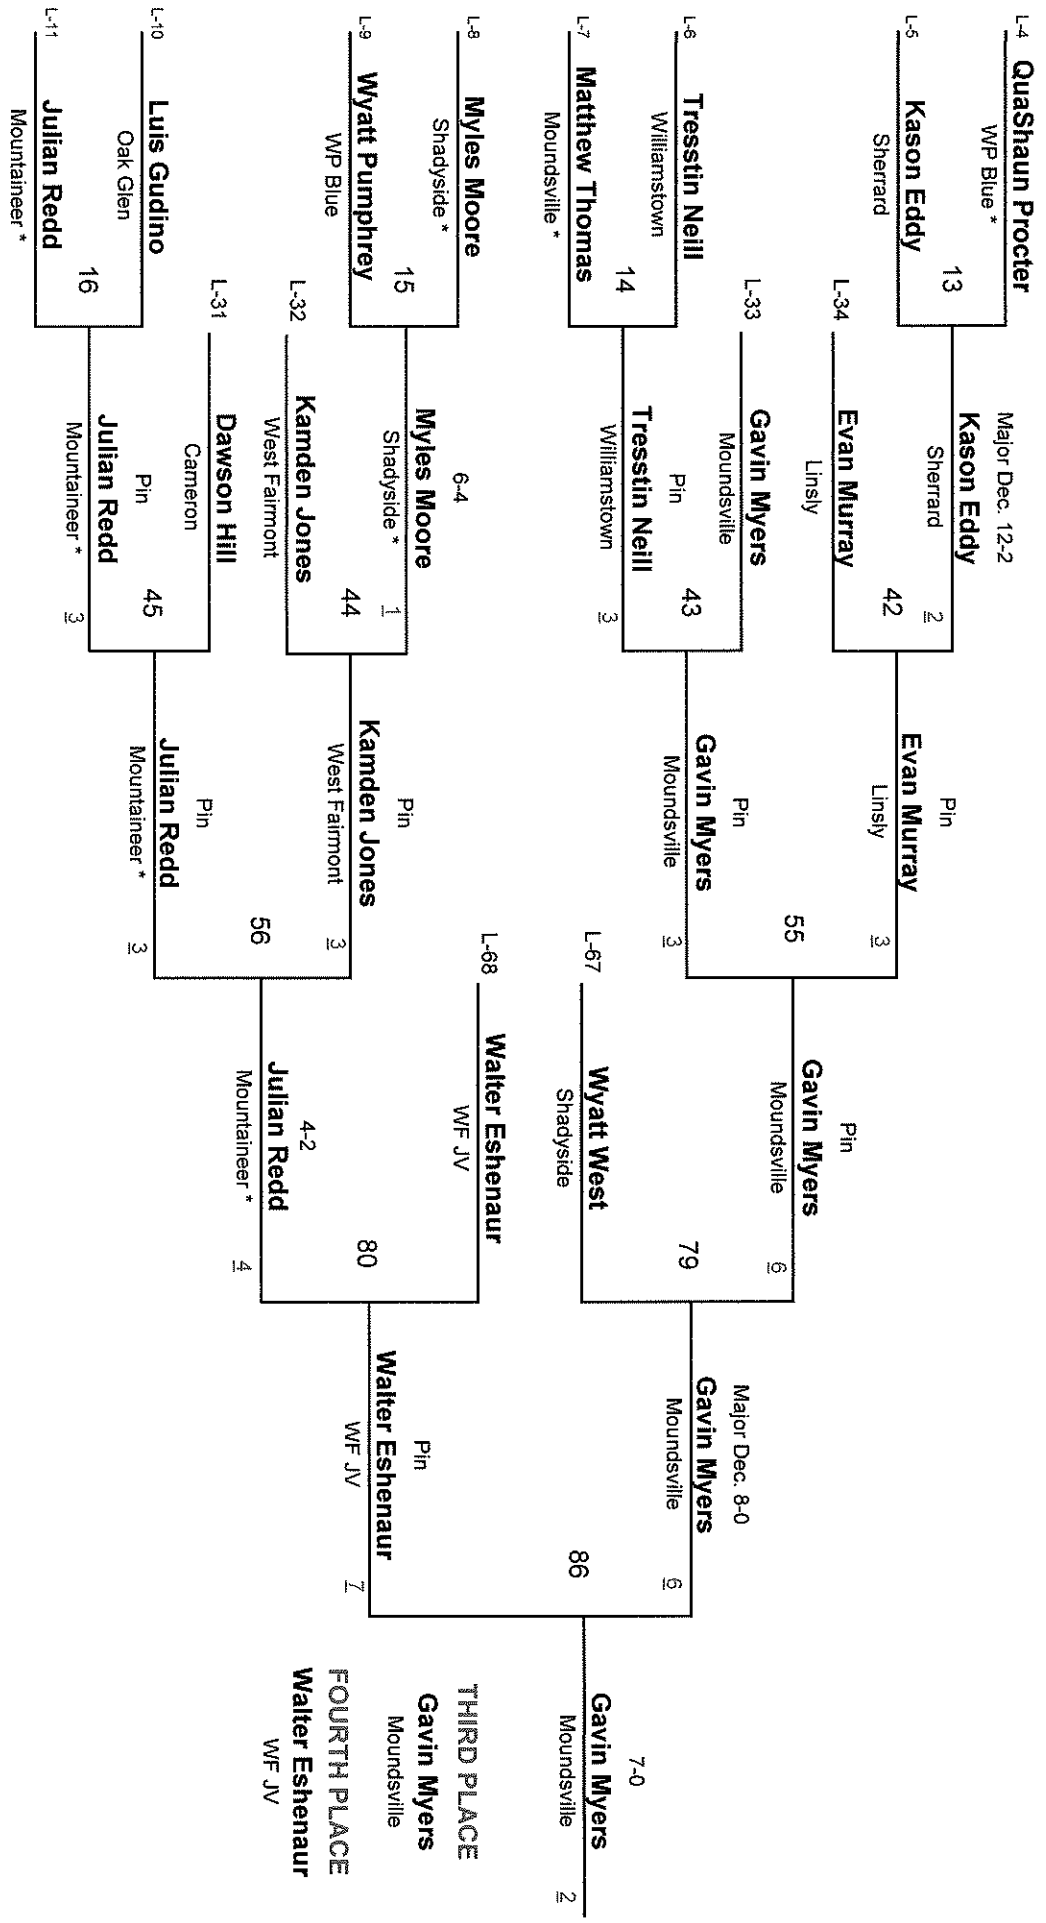 L-4
QuaShaun Procter
WP Blue *
13
L-5
Kason Eddy
Sherrard
L-6
Tresstin Neill
Williamstown
14
L-7
Matthew Thomas
Moundsville *
L-8
Myles Moore
Shadyside *
15
L-9
Wyatt Pumphrey
WP Blue
L-10
Luis Gudino
Oak Glen
16
L-11
Julian Redd
Mountaineer *
Major Dec. 12-2
Kason Eddy
Sherrard
2
42
L-34
Evan Murray
Linsly
L-33
Gavin Myers
Moundsville
43
Pin
Tresstin Neill
Williamstown
3
6-4
Myles Moore
Shadyside *
1
44
L-32
Kamden Jones
West Fairmont
L-31
Dawson Hill
Cameron
45
Pin
Julian Redd
Mountaineer *
3
Pin
Evan Murray
Linsly
3
55
Pin
Gavin Myers
Moundsville
3
Pin
Kamden Jones
West Fairmont
3
56
Pin
Julian Redd
Mountaineer *
3
Pin
Gavin Myers
Moundsville
6
79
L-67
Wyatt West
Shadyside
L-68
Walter Eshenaur
WF JV
80
4-2
Julian Redd
Mountaineer *
4
Major Dec. 8-0
Gavin Myers
Moundsville
6
86
Pin
Walter Eshenaur
WF JV
7
7-0
Gavin Myers
Moundsville
2
THIRD PLACE
Gavin Myers
Moundsville
FOURTH PLACE
Walter Eshenaur
WF JV